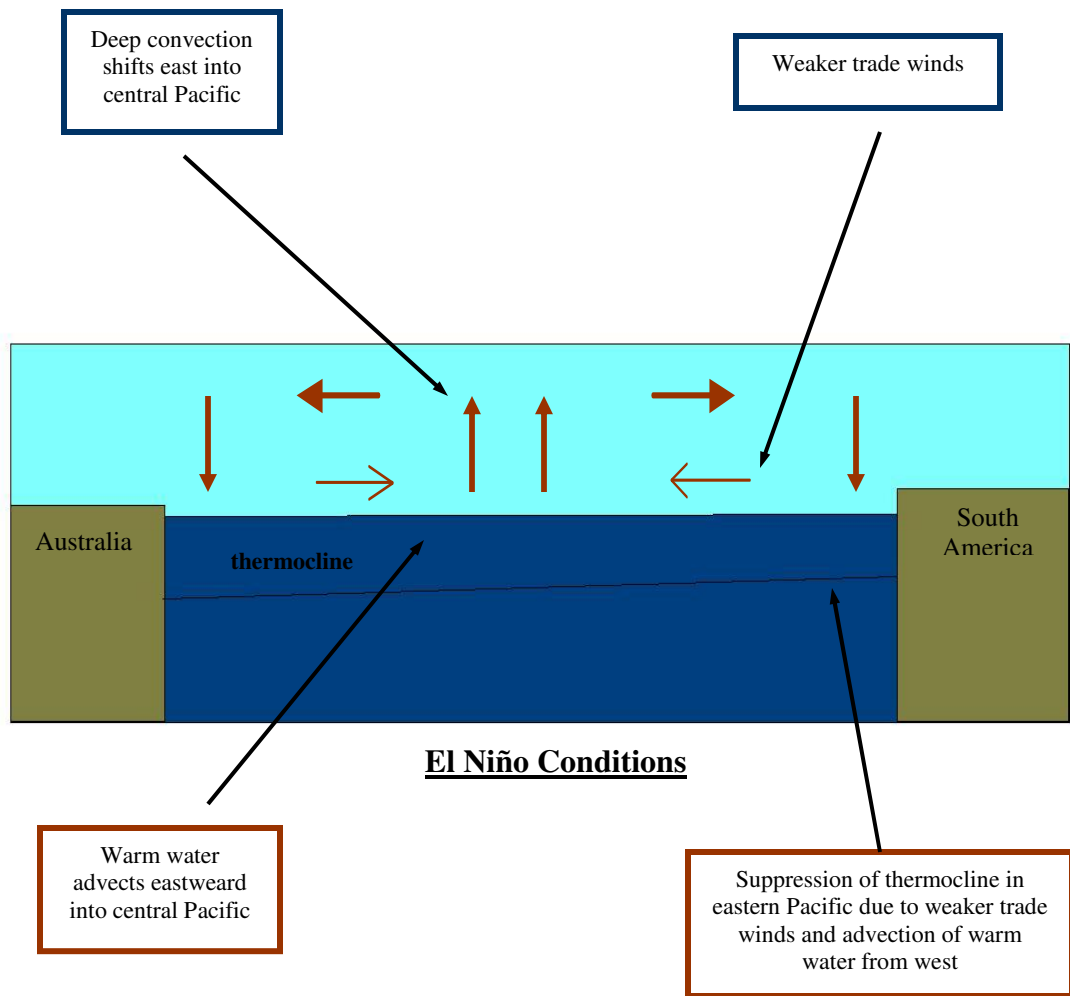 Deep convection
shifts east into
central Pacific
Weaker trade winds
Australia
thermocline
South
America
El Niño Conditions
Warm water
advects eastweard
into central Pacific
Suppression of thermocline in
eastern Pacific due to weaker trade
winds and advection of warm
water from west